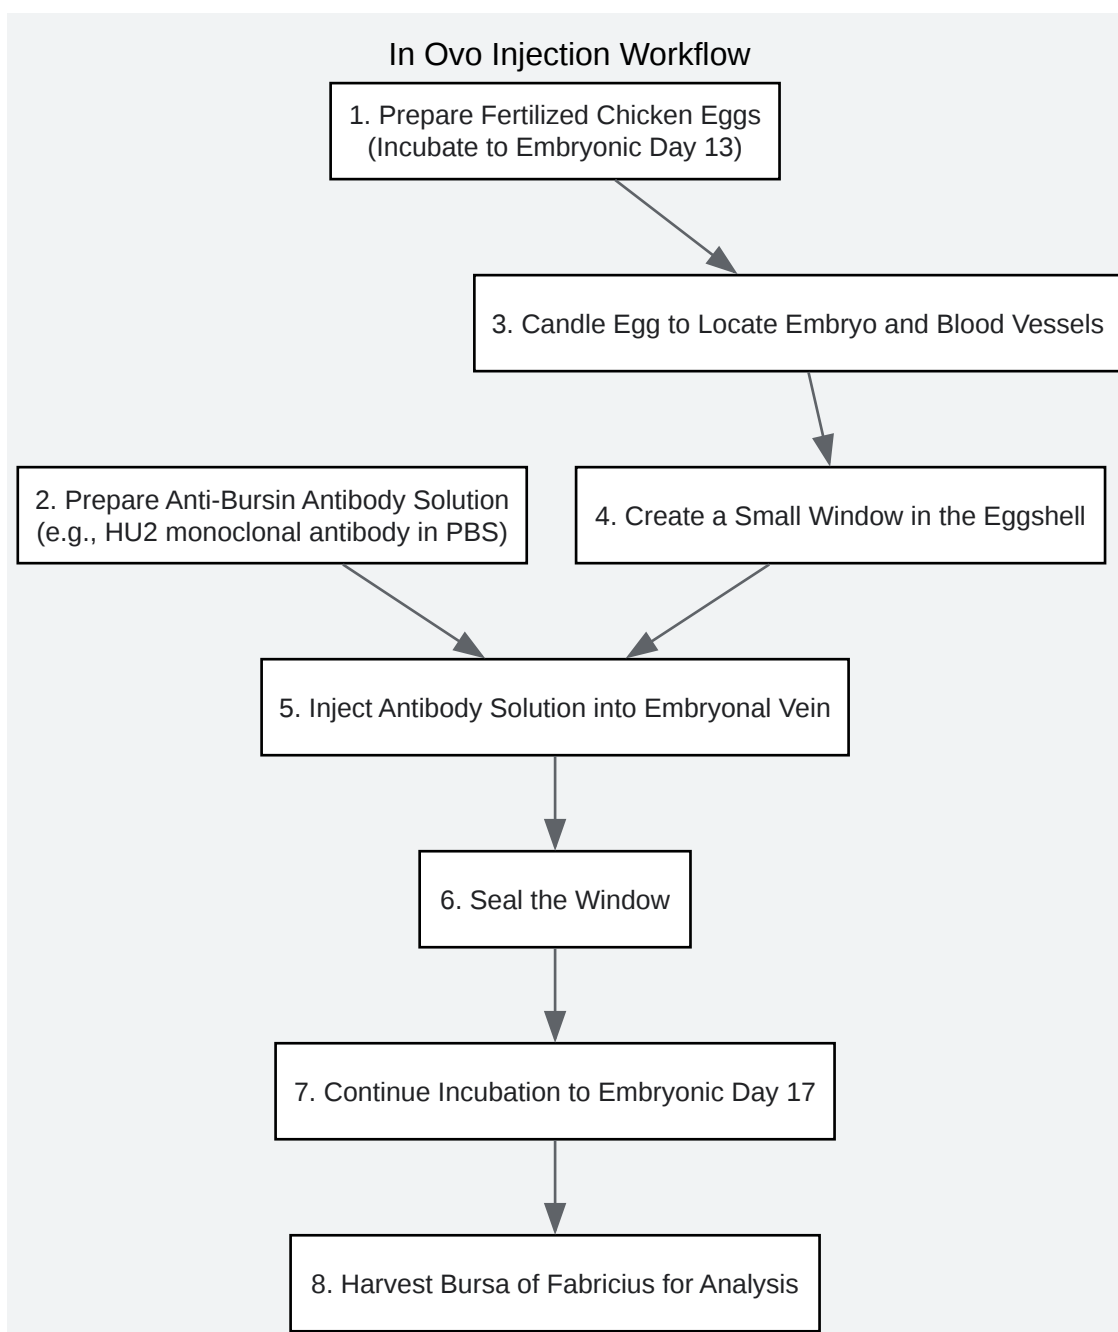 In Ovo Injection Workflow
1. Prepare Fertilized Chicken Eggs
(Incubate to Embryonic Day 13)
3. Candle Egg to Locate Embryo and Blood Vessels
2. Prepare Anti-Bursin Antibody Solution
(e.g., HU2 monoclonal antibody in PBS)
4. Create a Small Window in the Eggshell
5. Inject Antibody Solution into Embryonal Vein
6. Seal the Window
7. Continue Incubation to Embryonic Day 17
8. Harvest Bursa of Fabricius for Analysis